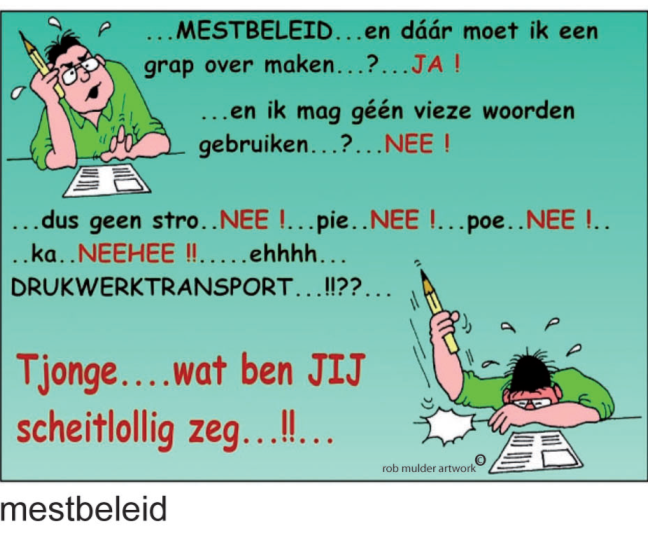 ...MESTBELEID...en dáár moet ik een
grap over maken...?...JA !
...en ik mag géén vieze woorden
gebruiken...?...NEE !
...dus geen stro..NEE !...pie..NEE !...poe..NEE !..
..ka..NEEHEE !!.....ehhhh...
DRUKWERKTRANSPORT...!!??...
Tjonge....wat ben JIJ
scheitlollig zeg...!!...
rob mulder artwork©
mestbeleid